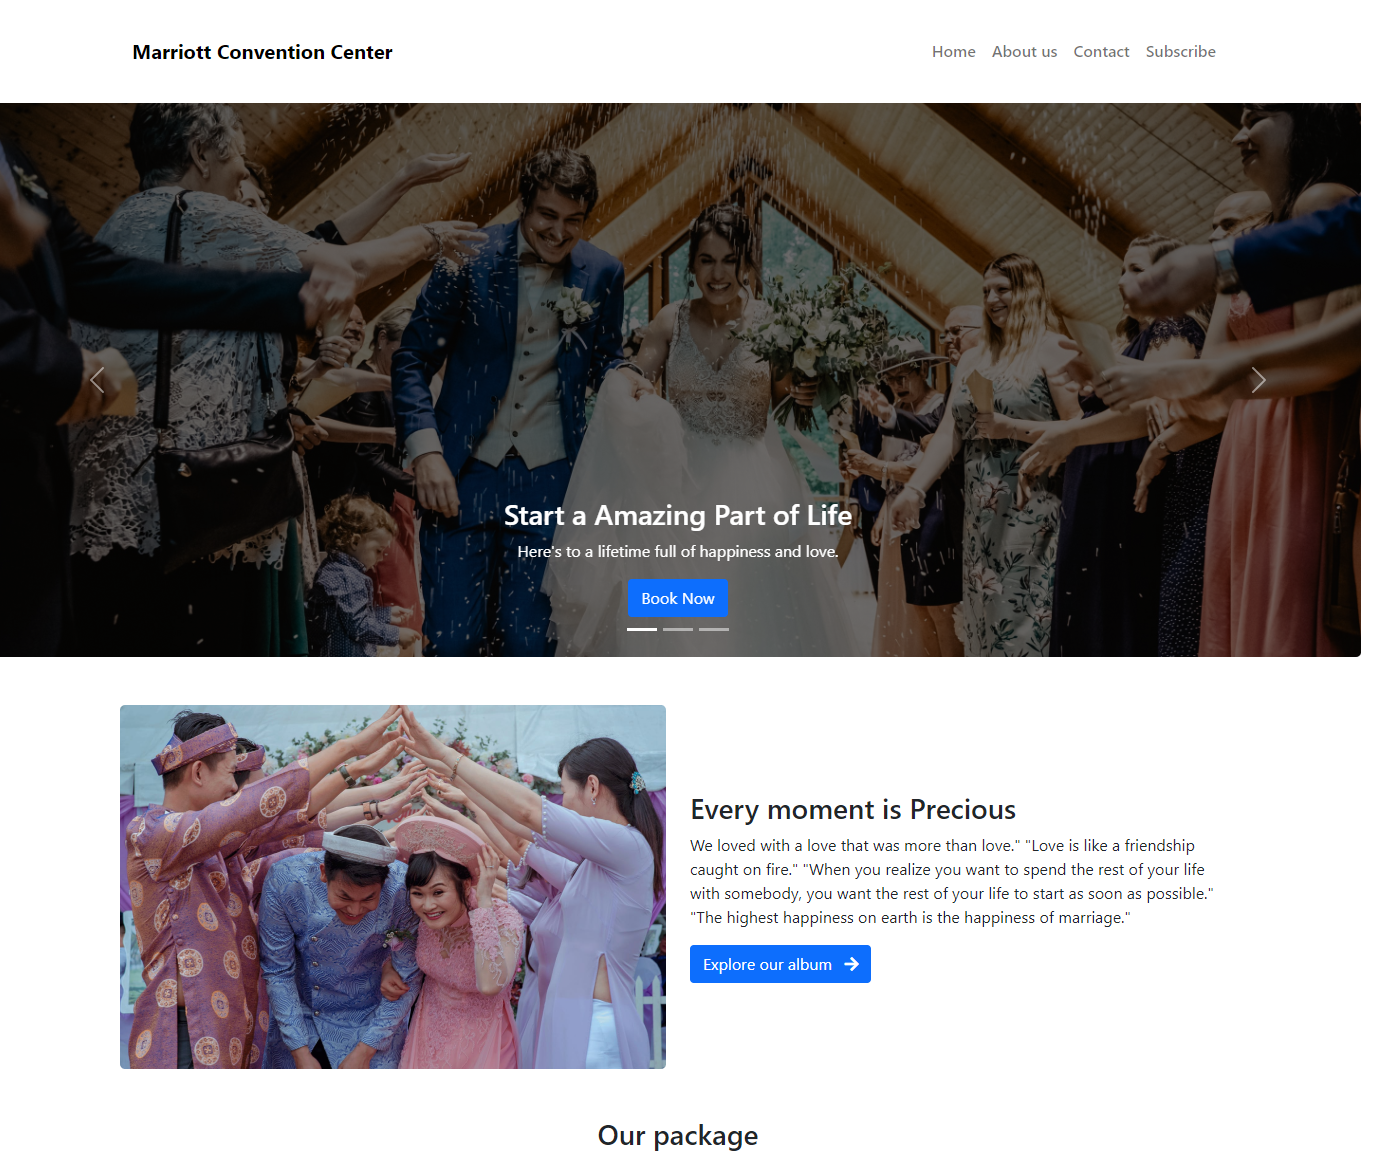 Marriott Convention Center
Home About us Contact Subscribe
Start a Amazing Part of Life
Here's to a lifetime full of happiness and love.
Book Now
Every moment is Precious
We loved with a love that was more than love." "Love is like a friendship
caught on fire." "When you realize you want to spend the rest of your life
with somebody, you want the rest of your life to start as soon as possible."
"The highest happiness on earth is the happiness of marriage."
Explore our album
Our package